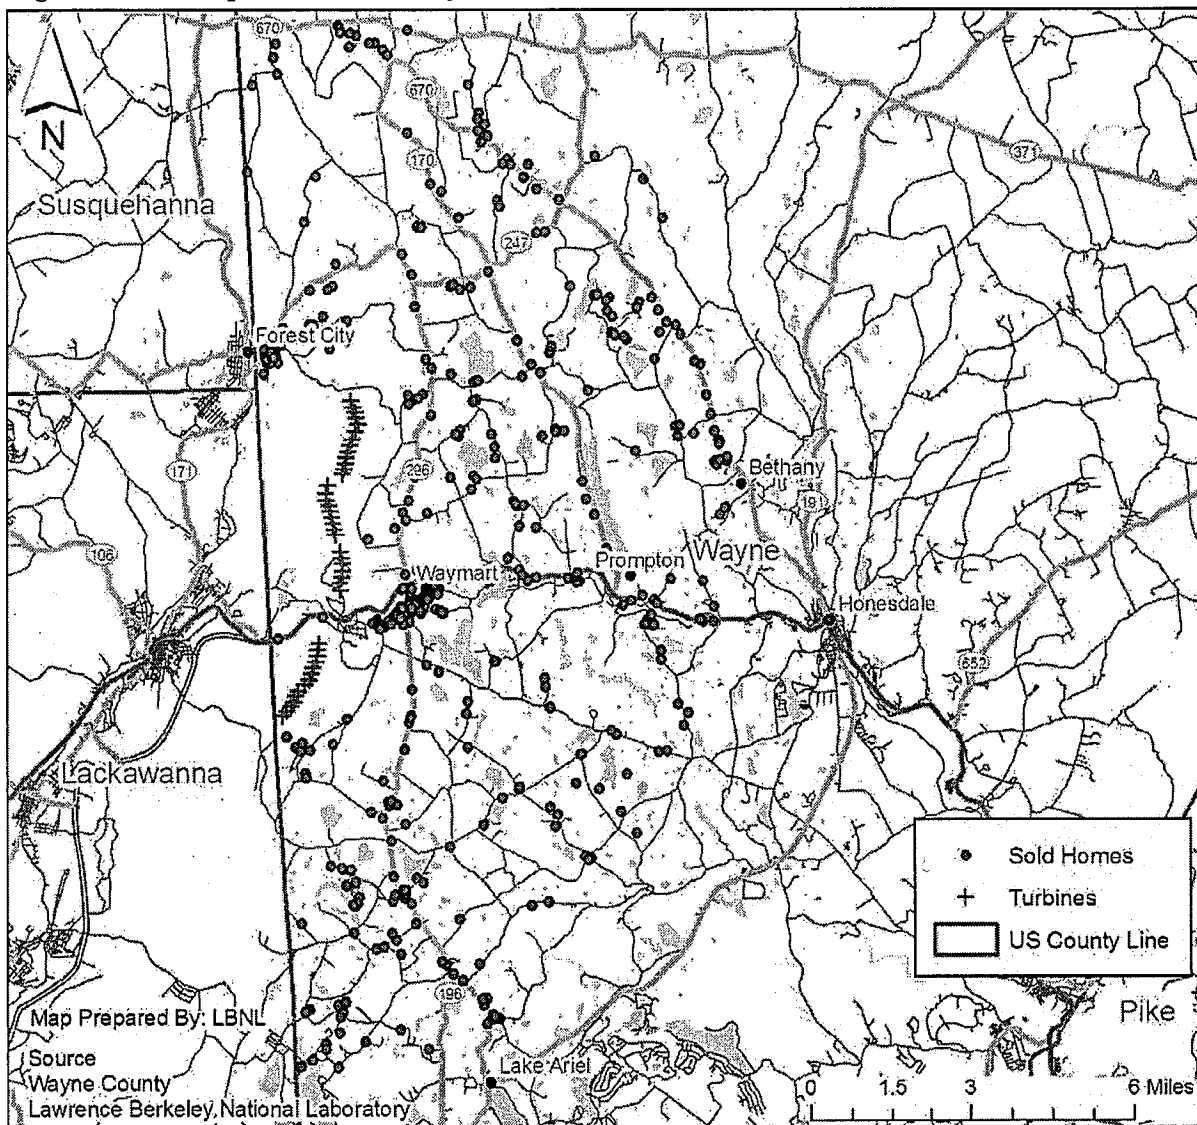 670
670
N
371
170
Susquehanna
247
Forest City
171
296
Bethany
191
106
Prompton
Wayne
Waymart
Honesdale
652
Lackawanna
Sold Homes
Turbines
US County Line
Map Prepared By: LBNL
196
Pike
Source
Wayne County
Lake Ariel
Lawrence Berkeley National Laboratory
0 1.5 3 6 Miles